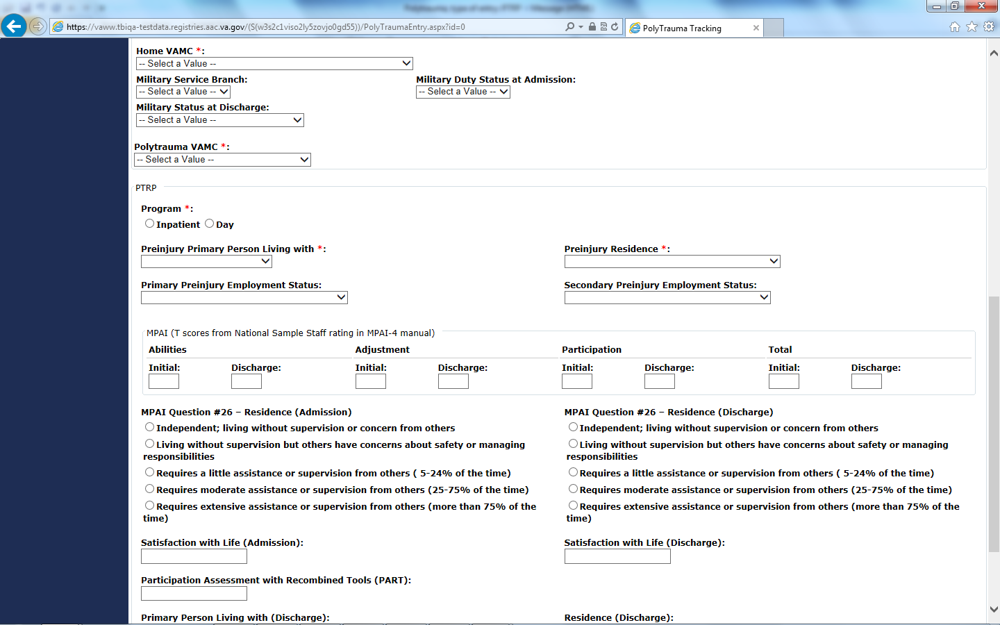 https://vaww.tbiqa-testdata.registries.aac.va.gov/(S(w3s2c1viso2ly5zovjo0gd55))/PolyTraumaEntry.aspx?id=0
PolyTrauma Tracking
Home VAMC *:
-- Select a Value --
Military Service Branch: Military Duty Status at Admission:
-- Select a Value -- -- Select a Value --
Military Status at Discharge:
-- Select a Value --
Polytrauma VAMC *:
-- Select a Value --
PTRP
Program *:
Inpatient Day
Preinjury Primary Person Living with *: Preinjury Residence *:
Primary Preinjury Employment Status: Secondary Preinjury Employment Status:
MPAI (T scores from National Sample Staff rating in MPAI-4 manual)
Abilities Adjustment Participation Total
Initial: Discharge: Initial: Discharge: Initial: Discharge: Initial: Discharge:
MPAI Question #26 – Residence (Admission)
Independent; living without supervision or concern from others
Living without supervision but others have concerns about safety or managing
responsibilities
Requires a little assistance or supervision from others ( 5-24% of the time)
Requires moderate assistance or supervision from others (25-75% of the time)
Requires extensive assistance or supervision from others (more than 75% of the
time)
MPAI Question #26 – Residence (Discharge)
Independent; living without supervision or concern from others
Living without supervision but others have concerns about safety or managing
responsibilities
Requires a little assistance or supervision from others ( 5-24% of the time)
Requires moderate assistance or supervision from others (25-75% of the time)
Requires extensive assistance or supervision from others (more than 75% of the
time)
Satisfaction with Life (Admission): Satisfaction with Life (Discharge):
Participation Assessment with Recombined Tools (PART):
Primary Person Living with (Discharge): Residence (Discharge):